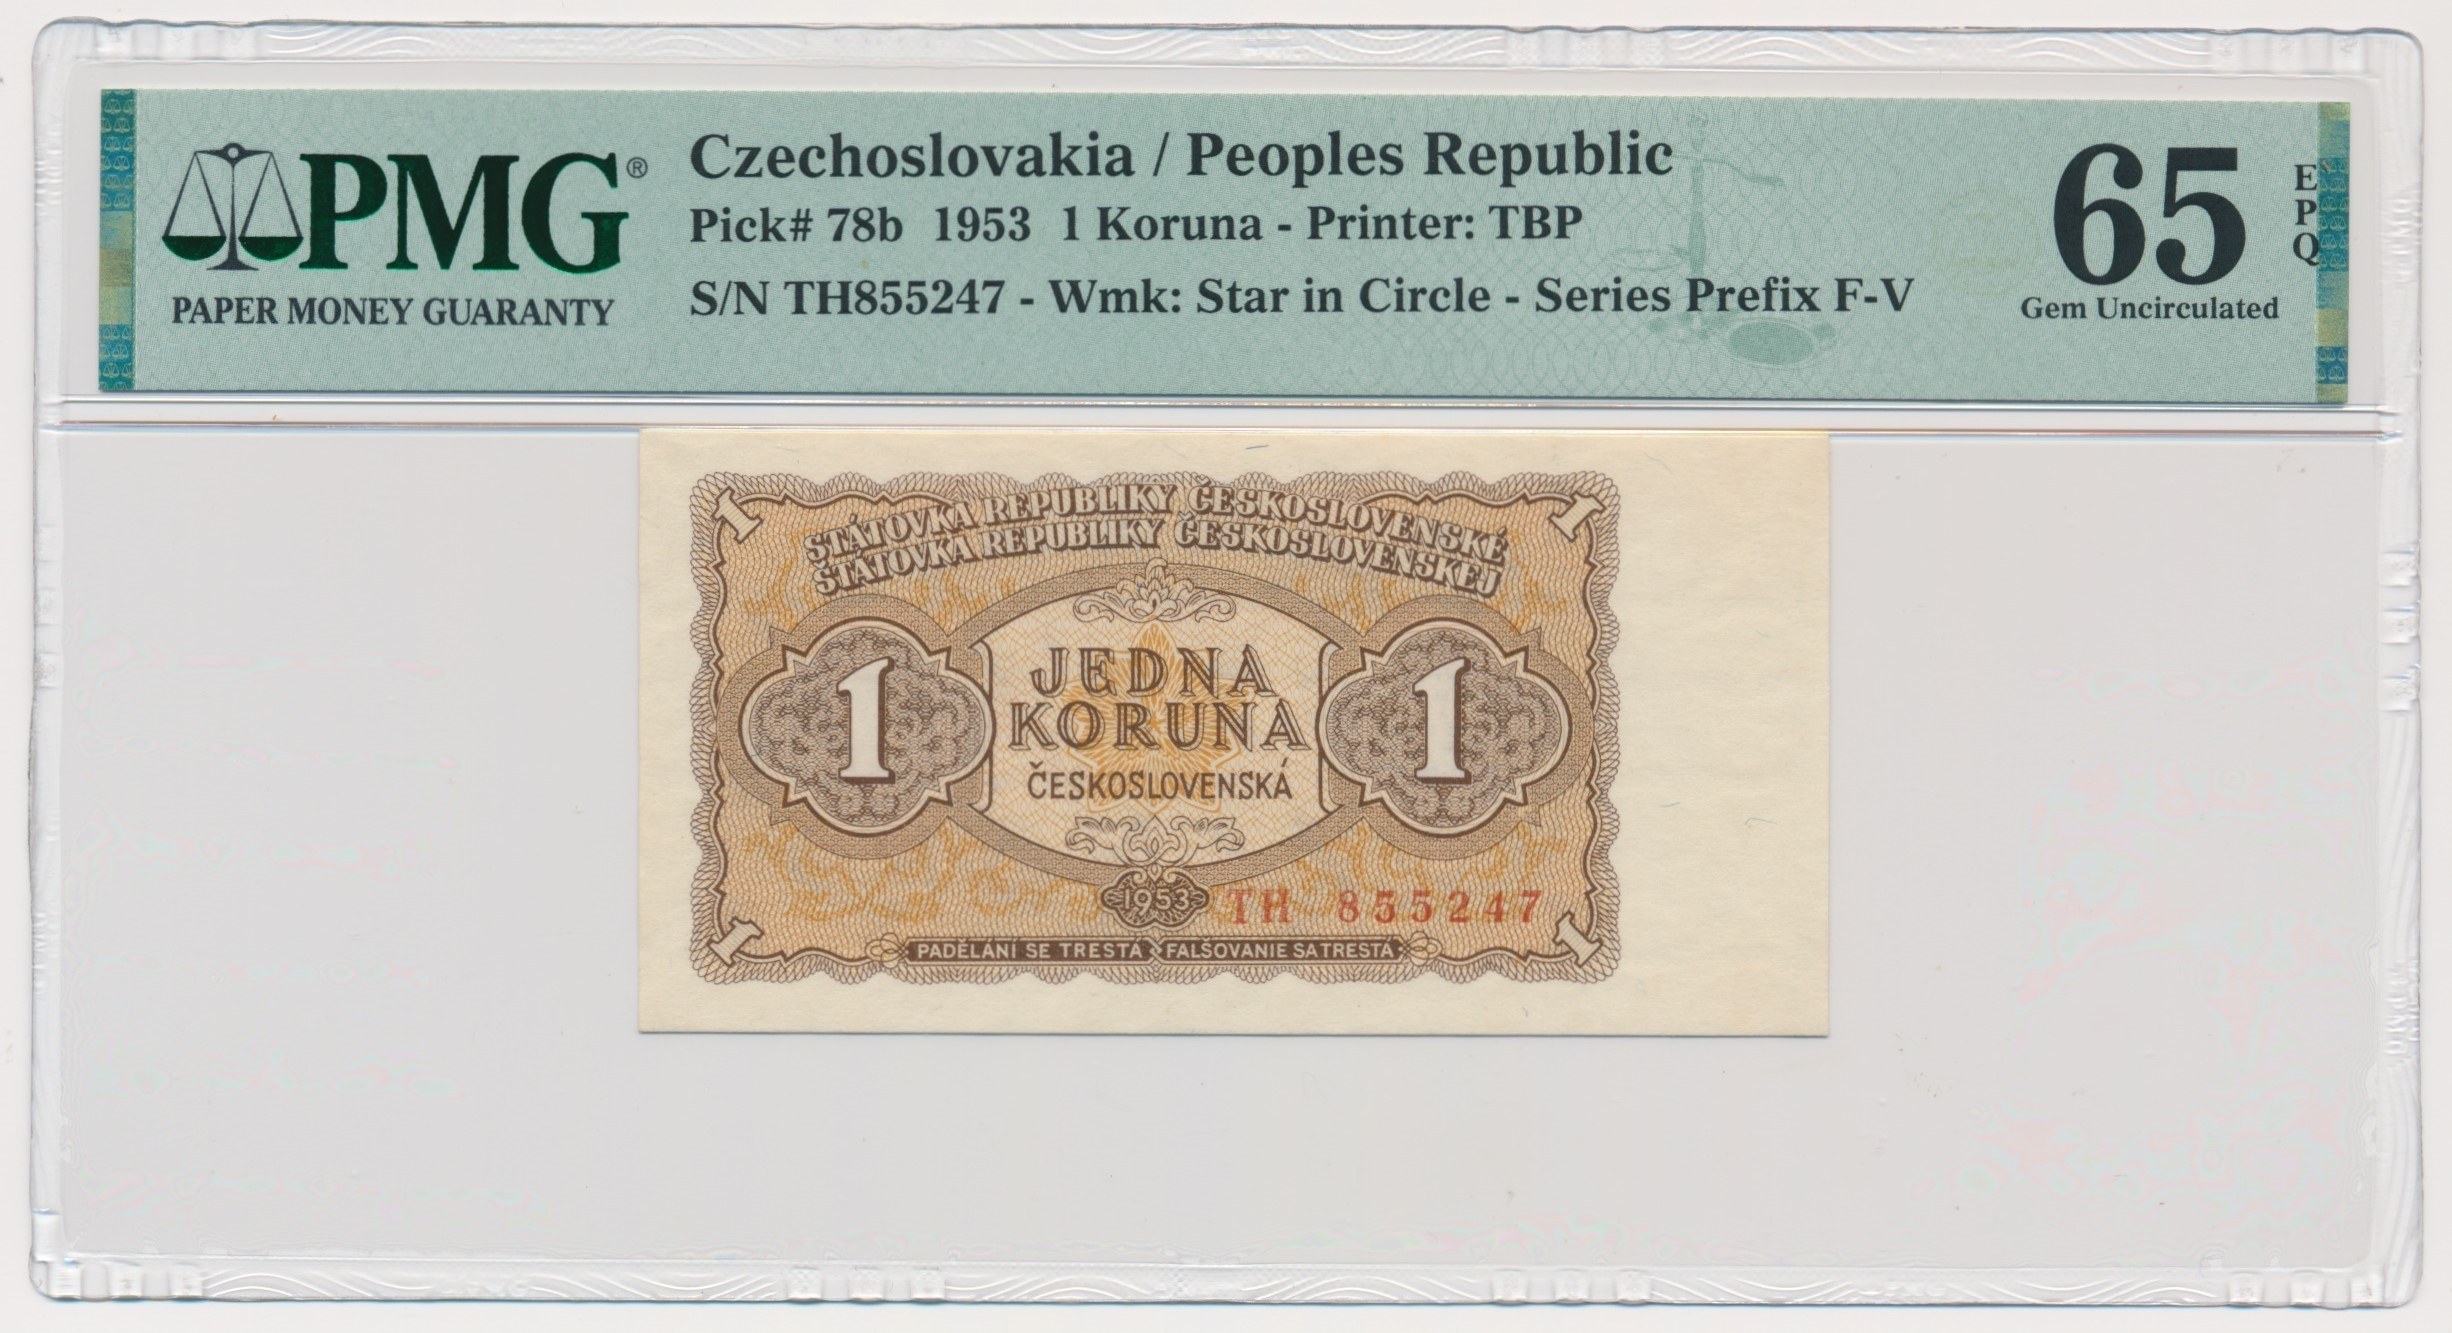 PMG®
PAPER MONEY GUARANTY
Czechoslovakia / Peoples Republic
Pick# 78b 1953 1 Koruna - Printer: TBP
S/N TH855247 - Wmk: Star in Circle - Series Prefix F-V
65
EPQ
Gem Uncirculated
1 1
STÁTOVKA REPUBLIKY ČESKOSLOVENSKÉ
ŠTÁTOVKA REPUBLIKY ČESKOSLOVENSKEJ
1 JEDNA 1
KORUNA
ČESKOSLOVENSKÁ
1953 TH 855247
1 PADĚLÁNÍ SE TRESTÁ FALŠOVANIE SA TRESTÁ 1